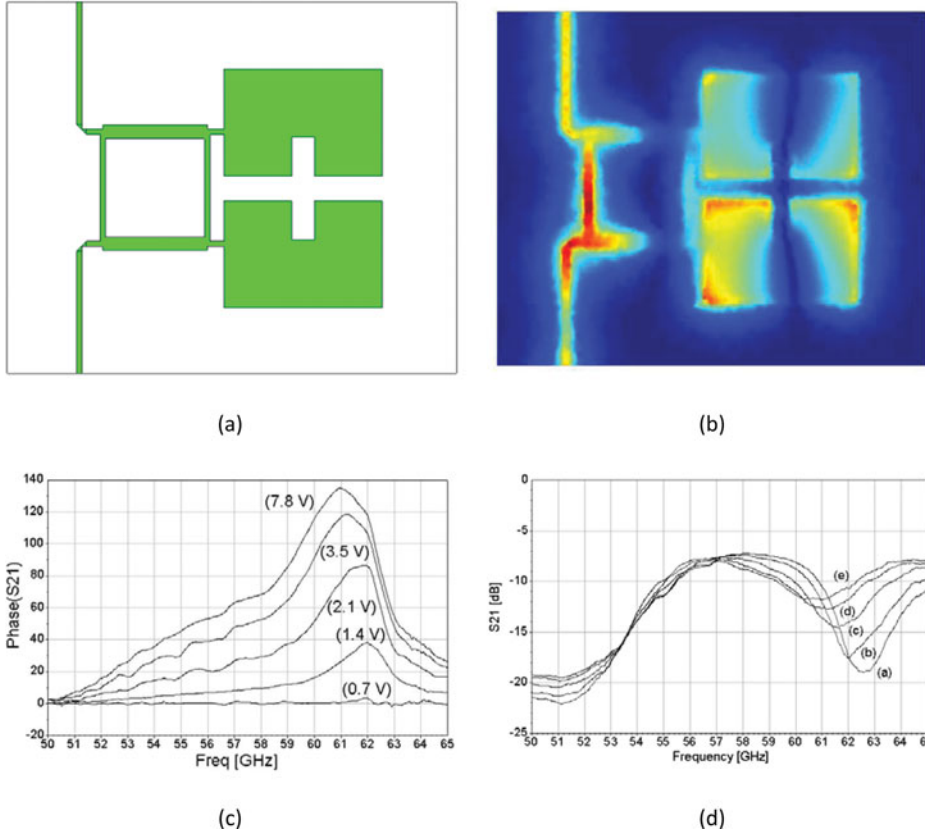 (a)
(b)
140
120
100
80
60
40
20
0
-20
Phase(S21)
(7.8 V)
(3.5 V)
(2.1 V)
(1.4 V)
(0.7 V)
50 51 52 53 54 55 56 57 58 59 60 61 62 63 64 65
Freq [GHz]
0
-5
-10
-15
-20
-25
S21 [dB]
(e)
(d)
(c)
(b)
(a)
50 51 52 53 54 55 56 57 58 59 60 61 62 63 64
Frequency [GHz]
(c)
(d)